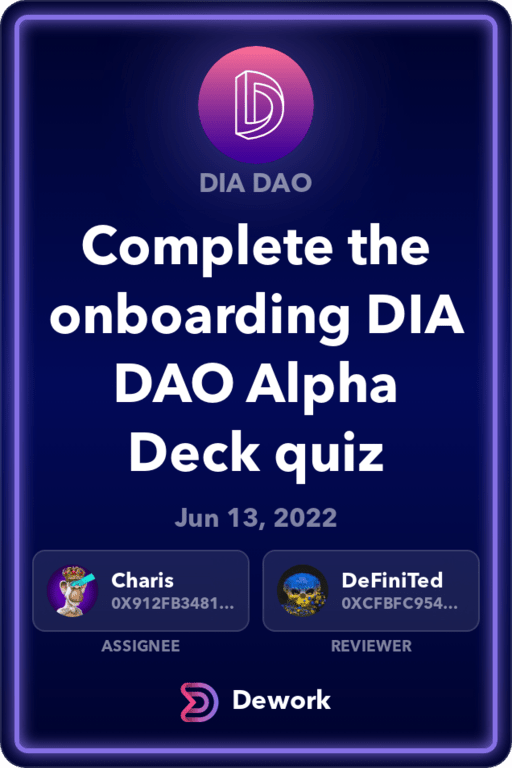 DIA DAO
Complete the
onboarding DIA
DAO Alpha
Deck quiz
Jun 13, 2022
Charis
0X912FB3481...
ASSIGNEE
DeFiniTed
0XCFBFC954...
REVIEWER
Dework